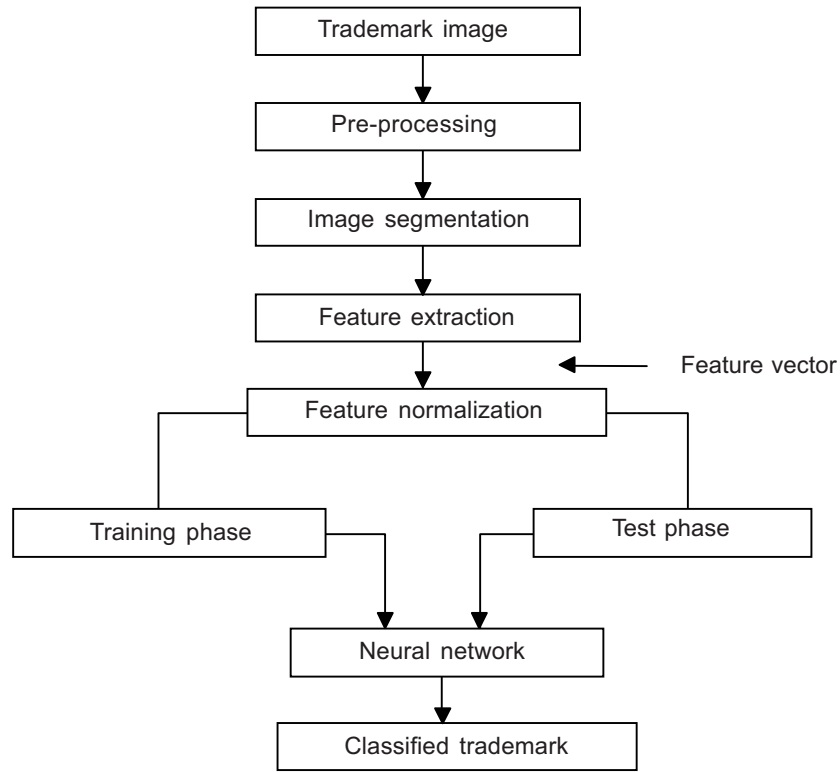 Trademark image
Pre-processing
Image segmentation
Feature extraction
Feature vector
Feature normalization
Training phase
Test phase
Neural network
Classified trademark